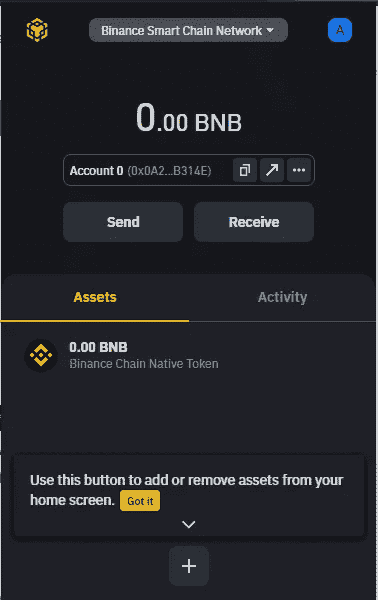 Binance Smart Chain Network
A
0.00 BNB
Account 0 (0x0A2...B314E)
Send Receive
Assets Activity
0.00 BNB
Binance Chain Native Token
Use this button to add or remove assets from your
home screen. Got it